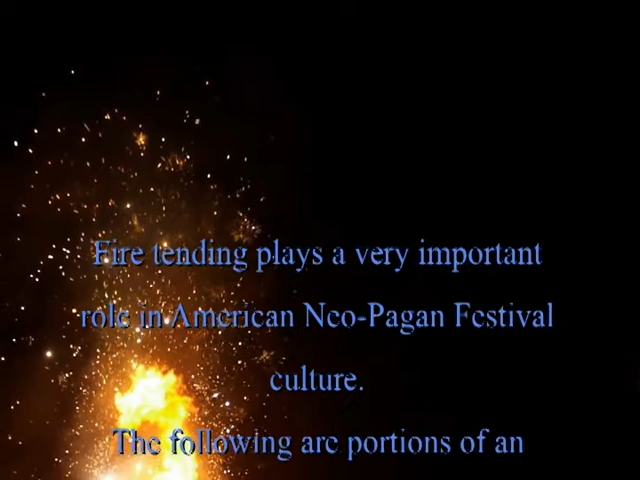 Fire tending plays a very important
role in American Neo-Pagan Festival
culture.
The following are portions of an